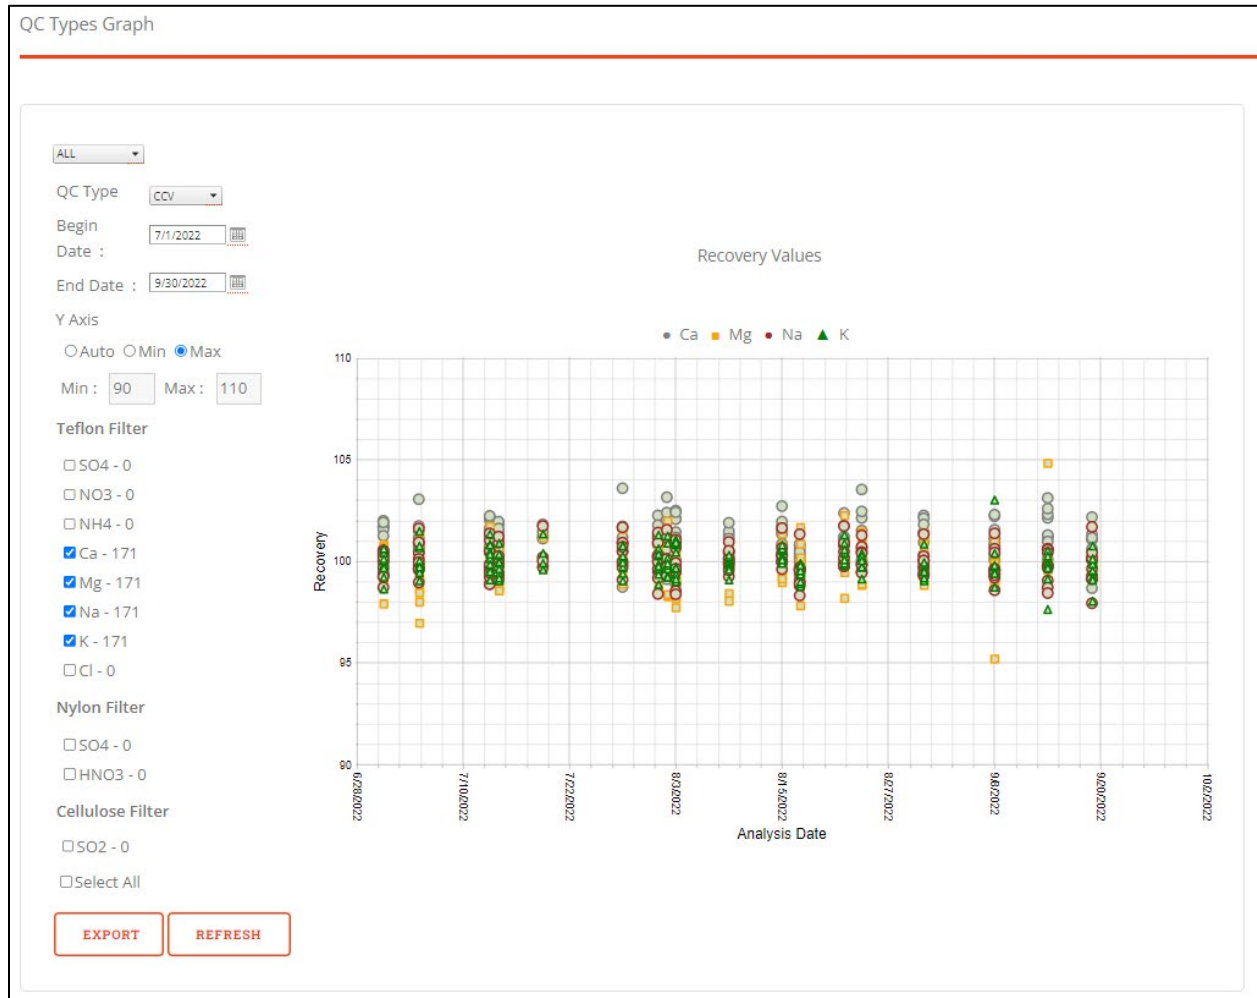 QC Types Graph
ALL
QC Type CCV
Begin
Date : 7/1/2022
End Date : 9/30/2022
Y Axis
Auto Min Max
Min : 90 Max : 110
Teflon Filter
SO4 - 0
NO3 - 0
NH4 - 0
Ca - 171
Mg - 171
Na - 171
K - 171
Cl - 0
Nylon Filter
SO4 - 0
HNO3 - 0
Cellulose Filter
SO2 - 0
Select All
EXPORT REFRESH
Recovery Values
Ca Mg Na K
110
105
100
95
90
Recovery
6/28/2022 7/10/2022 7/22/2022 8/3/2022 8/15/2022 8/27/2022 9/8/2022 9/20/2022 10/2/2022
Analysis Date